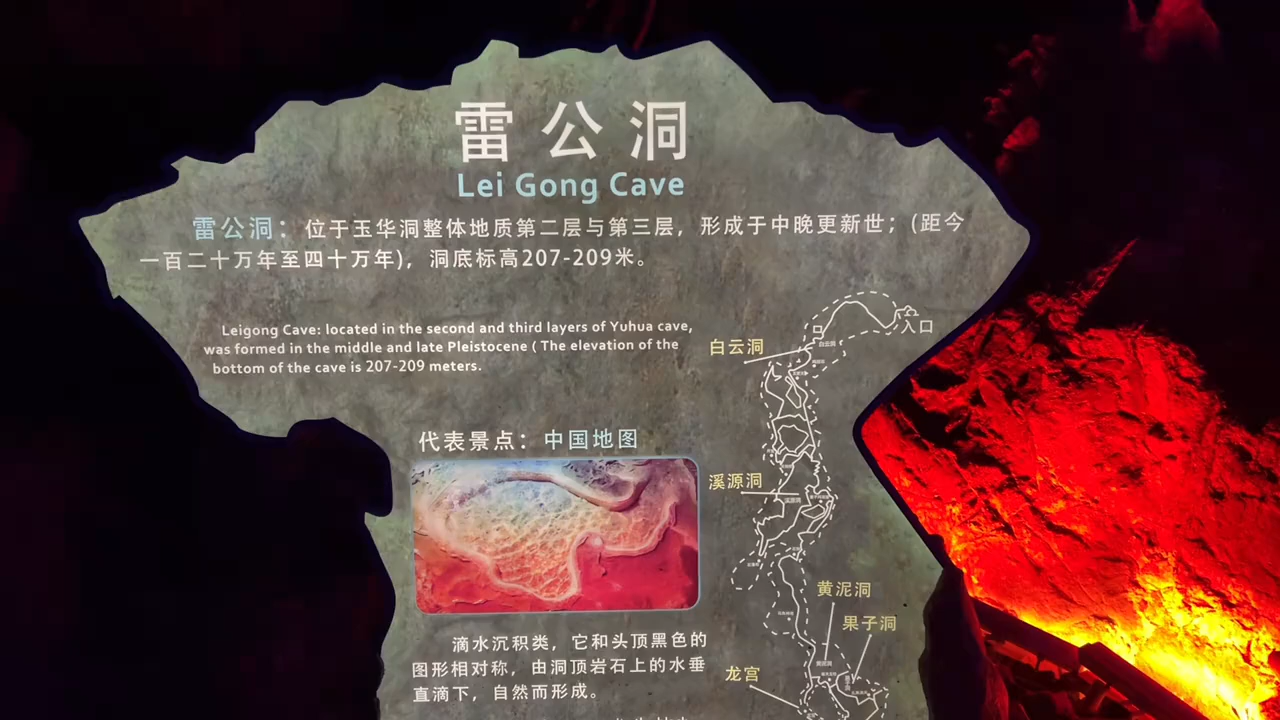 雷公洞
Lei Gong Cave
雷公洞：位于玉华洞整体地质第二层与第三层，形成于中晚更新世；(距今
一百二十万年至四十万年)，洞底标高207-209米。
Leigong Cave: located in the second and third layers of Yuhua cave,
was formed in the middle and late Pleistocene ( The elevation of the
bottom of the cave is 207-209 meters.
入口
白云洞
代表景点：中国地图
溪源洞
黄泥洞
果子洞
龙宫
滴水沉积类，它和头顶黑色的
图形相对称，由洞顶岩石上的水垂
直滴下，自然而形成。